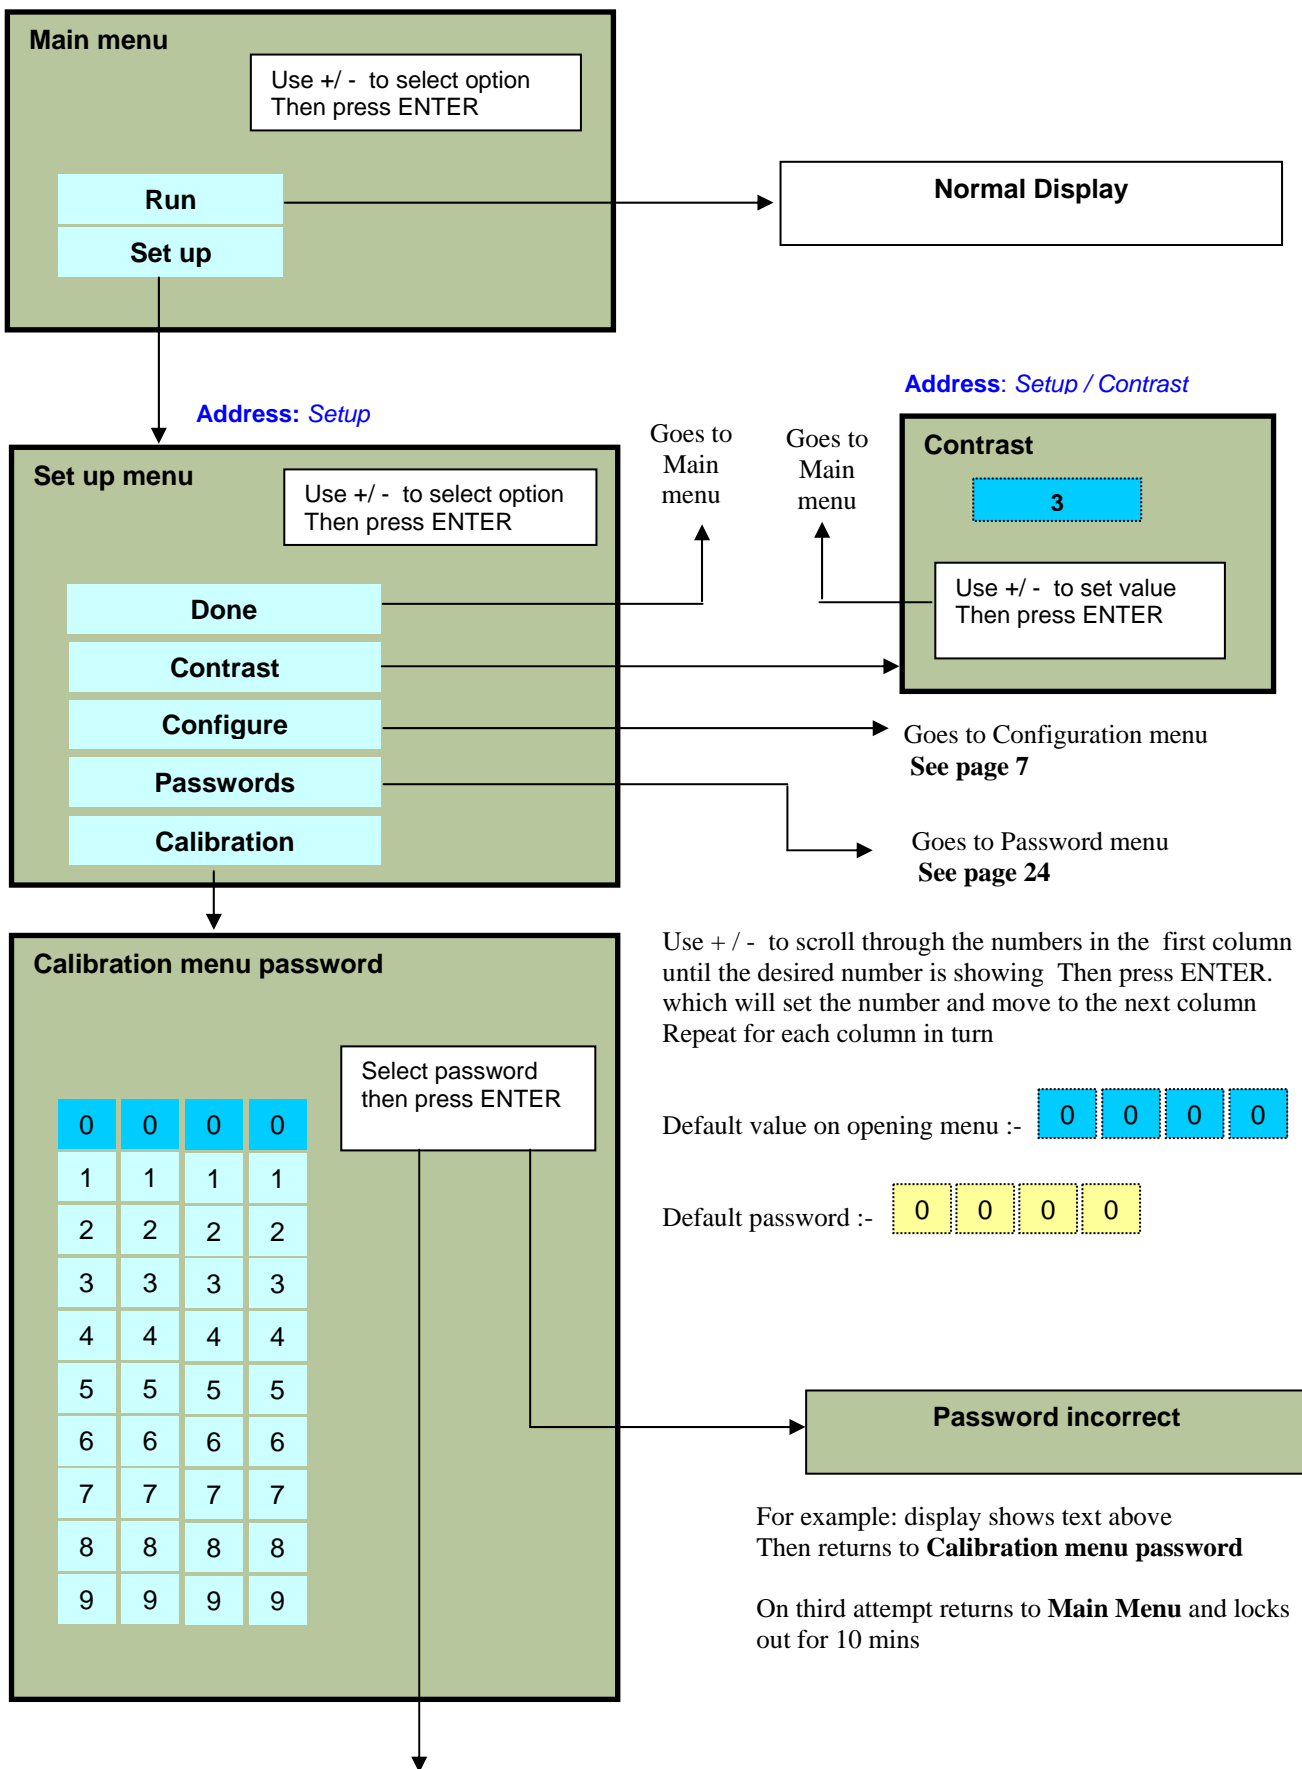 Main menu
Use +/ -  to select option
Then press ENTER
Run
Set up
Normal Display
Address: Setup
Address: Setup / Contrast
Set up menu
Use +/ -  to select option
Then press ENTER
Done
Contrast
Configure
Passwords
Calibration
Goes to
Main
menu
Goes to
Main
menu
Contrast
3
Use +/ -  to set value
Then press ENTER
Goes to Configuration menu
See page 7
Goes to Password menu
See page 24
Calibration menu password
Select password
then press ENTER
0 0 0 0
1 1 1 1
2 2 2 2
3 3 3 3
4 4 4 4
5 5 5 5
6 6 6 6
7 7 7 7
8 8 8 8
9 9 9 9
Use + / -  to scroll through the numbers in the  first column
until the desired number is showing  Then press ENTER.
which will set the number and move to the next column
Repeat for each column in turn
Default value on opening menu :- 0 0 0 0
Default password :- 0 0 0 0
Password incorrect
For example: display shows text above
Then returns to Calibration menu password
On third attempt returns to Main Menu and locks
out for 10 mins